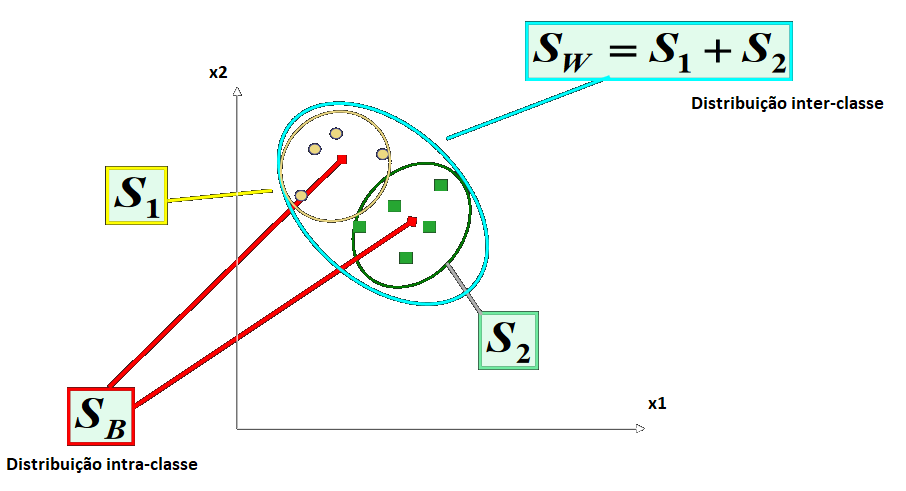 S_W = S_1 + S_2
Distribuição inter-classe
x2
S_1
S_2
x1
S_B
Distribuição intra-classe